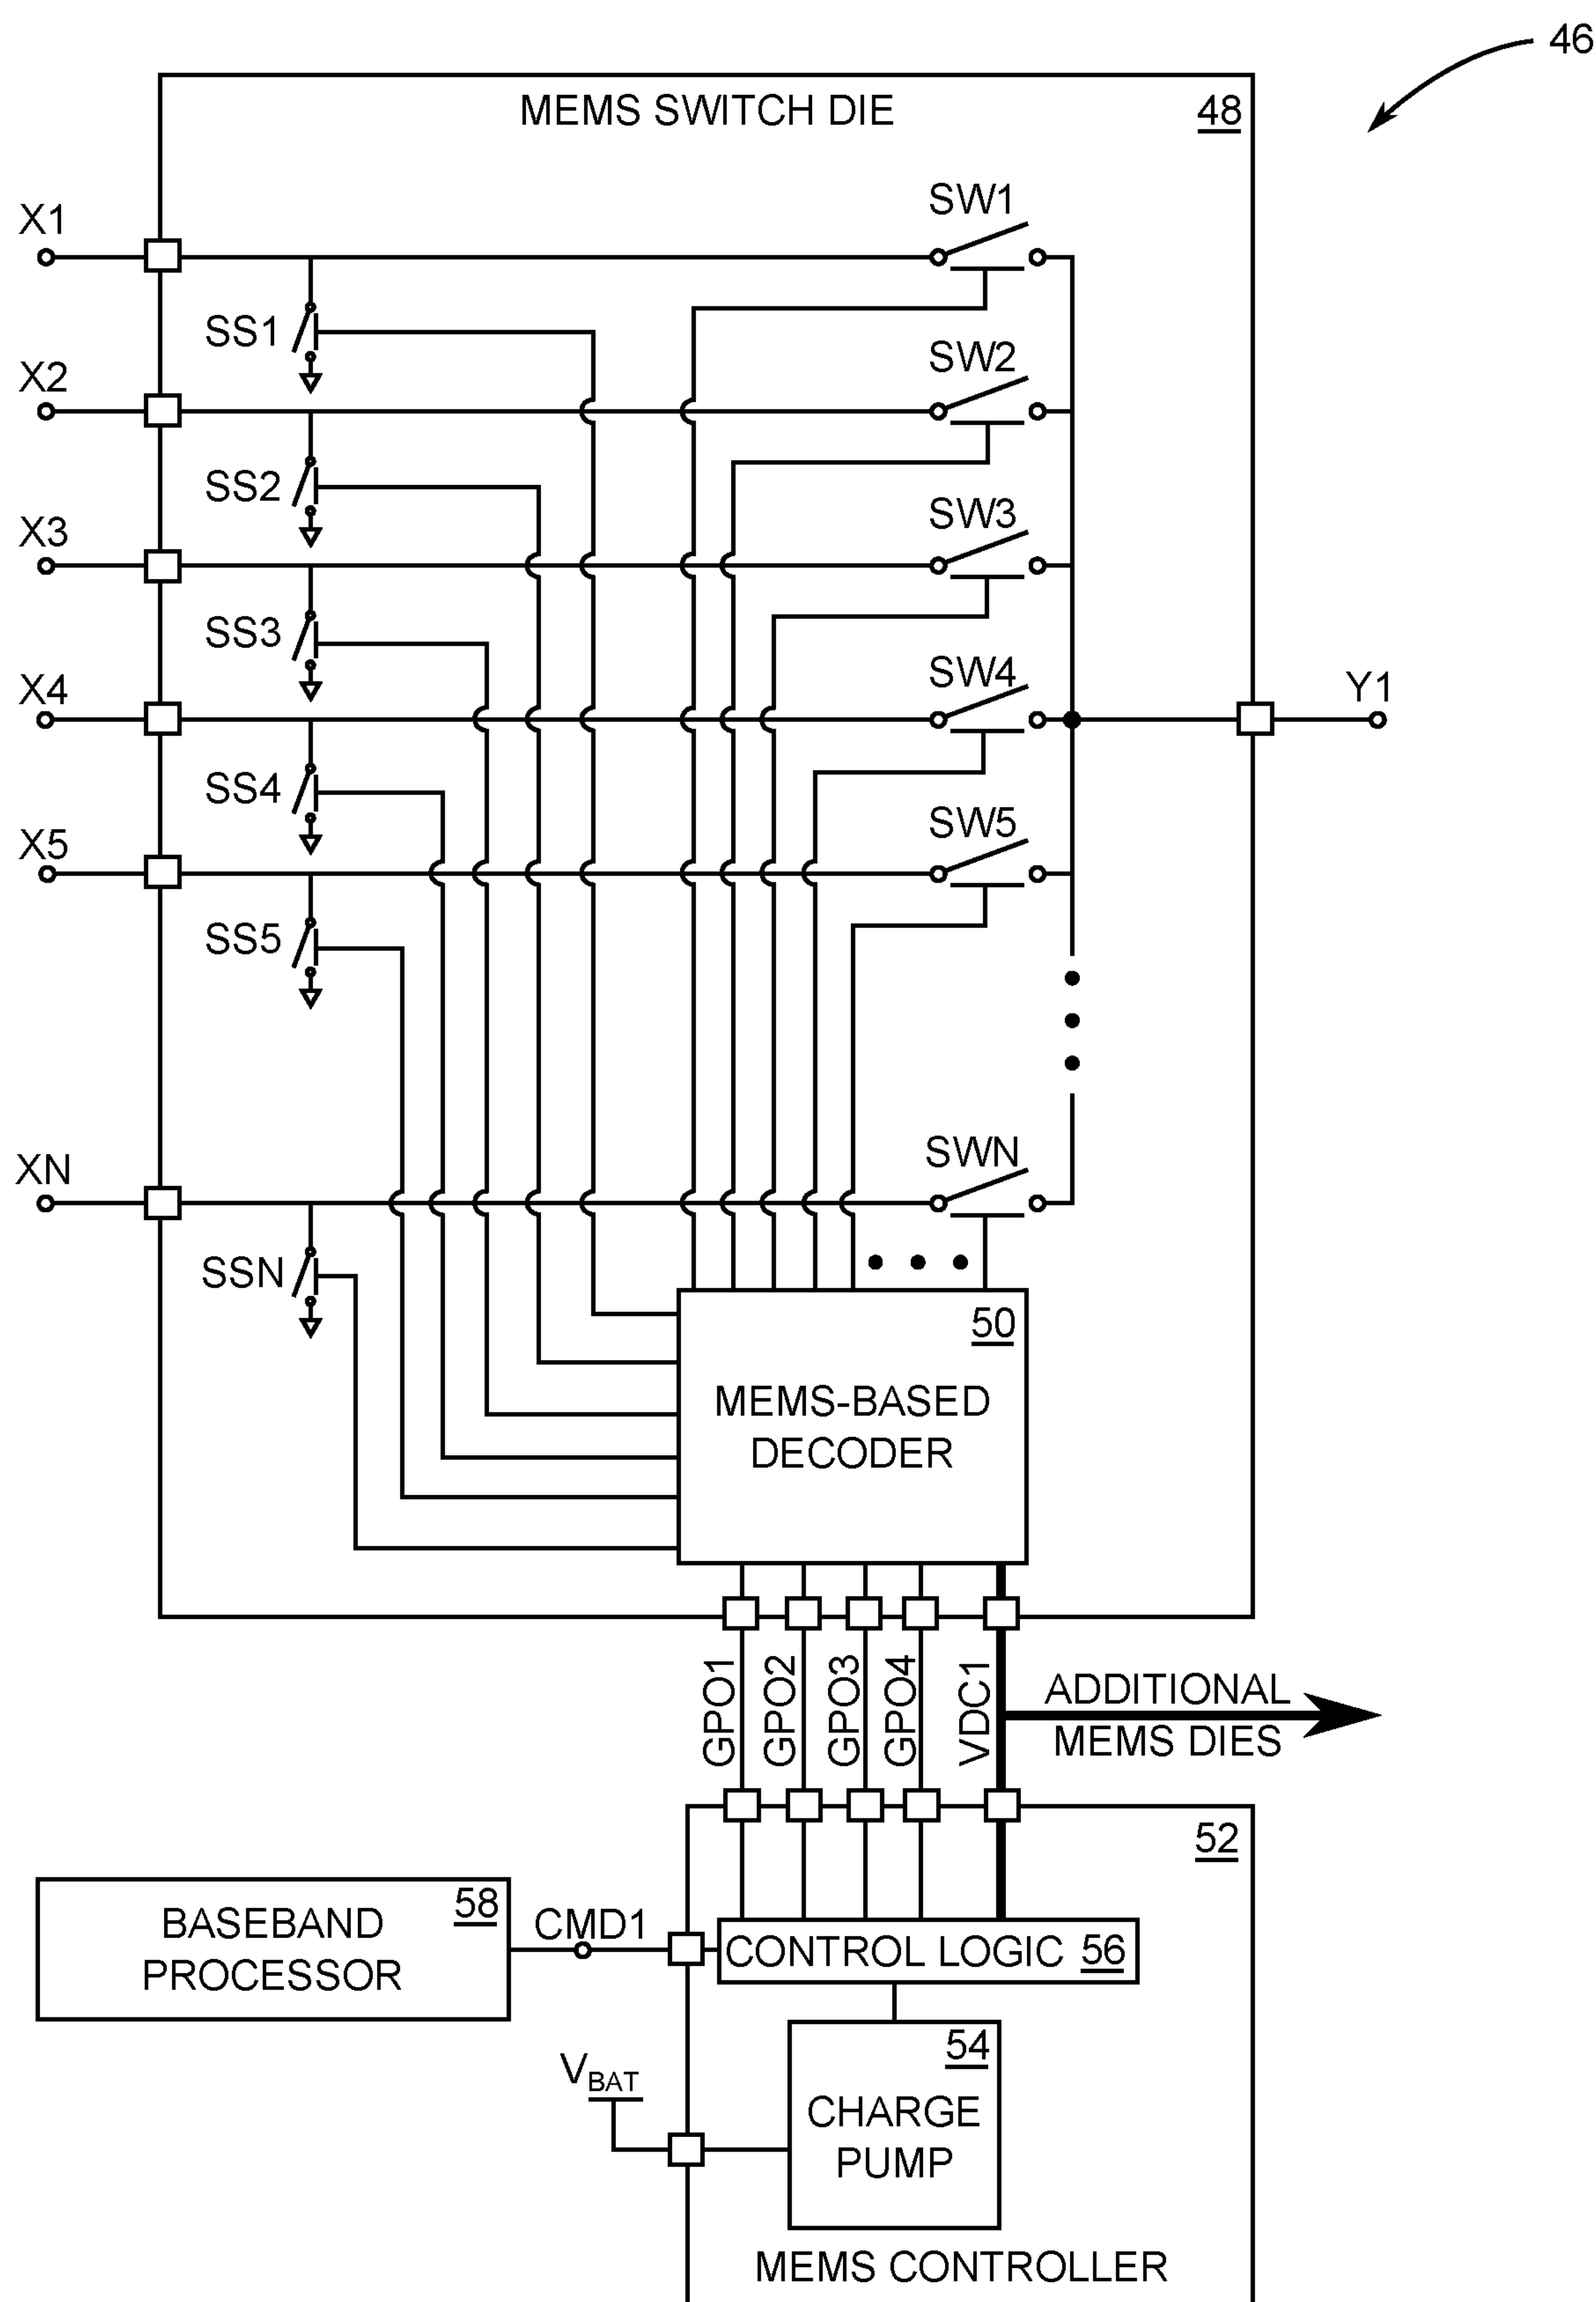 46
MEMS SWITCH DIE
48
SW1
X1
SS1
SW2
X2
SS2
SW3
X3
SS3
SW4
X4
Y1
SS4
SW5
X5
SS5
SWN
XN
SSN
50
MEMS-BASED
DECODER
GPO1
GPO2
GPO3
GPO4
VDC1
ADDITIONAL
MEMS DIES
52
58
BASEBAND
PROCESSOR
CMD1
CONTROL LOGIC 56
54
VBAT
CHARGE
PUMP
MEMS CONTROLLER